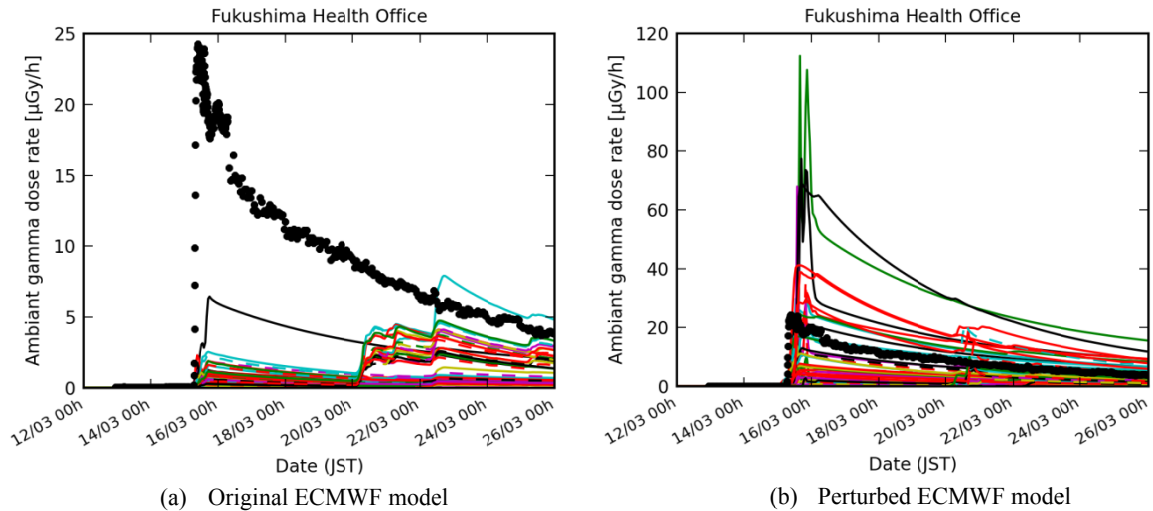 Fukushima Health Office
Ambiant gamma dose rate [µGy/h]
25
20
15
10
5
0
12/03 00h
14/03 00h
16/03 00h
18/03 00h
20/03 00h
22/03 00h
24/03 00h
26/03 00h
Date (JST)
(a) Original ECMWF model
Fukushima Health Office
Ambiant gamma dose rate [µGy/h]
120
100
80
60
40
20
0
12/03 00h
14/03 00h
16/03 00h
18/03 00h
20/03 00h
22/03 00h
24/03 00h
26/03 00h
Date (JST)
(b) Perturbed ECMWF model